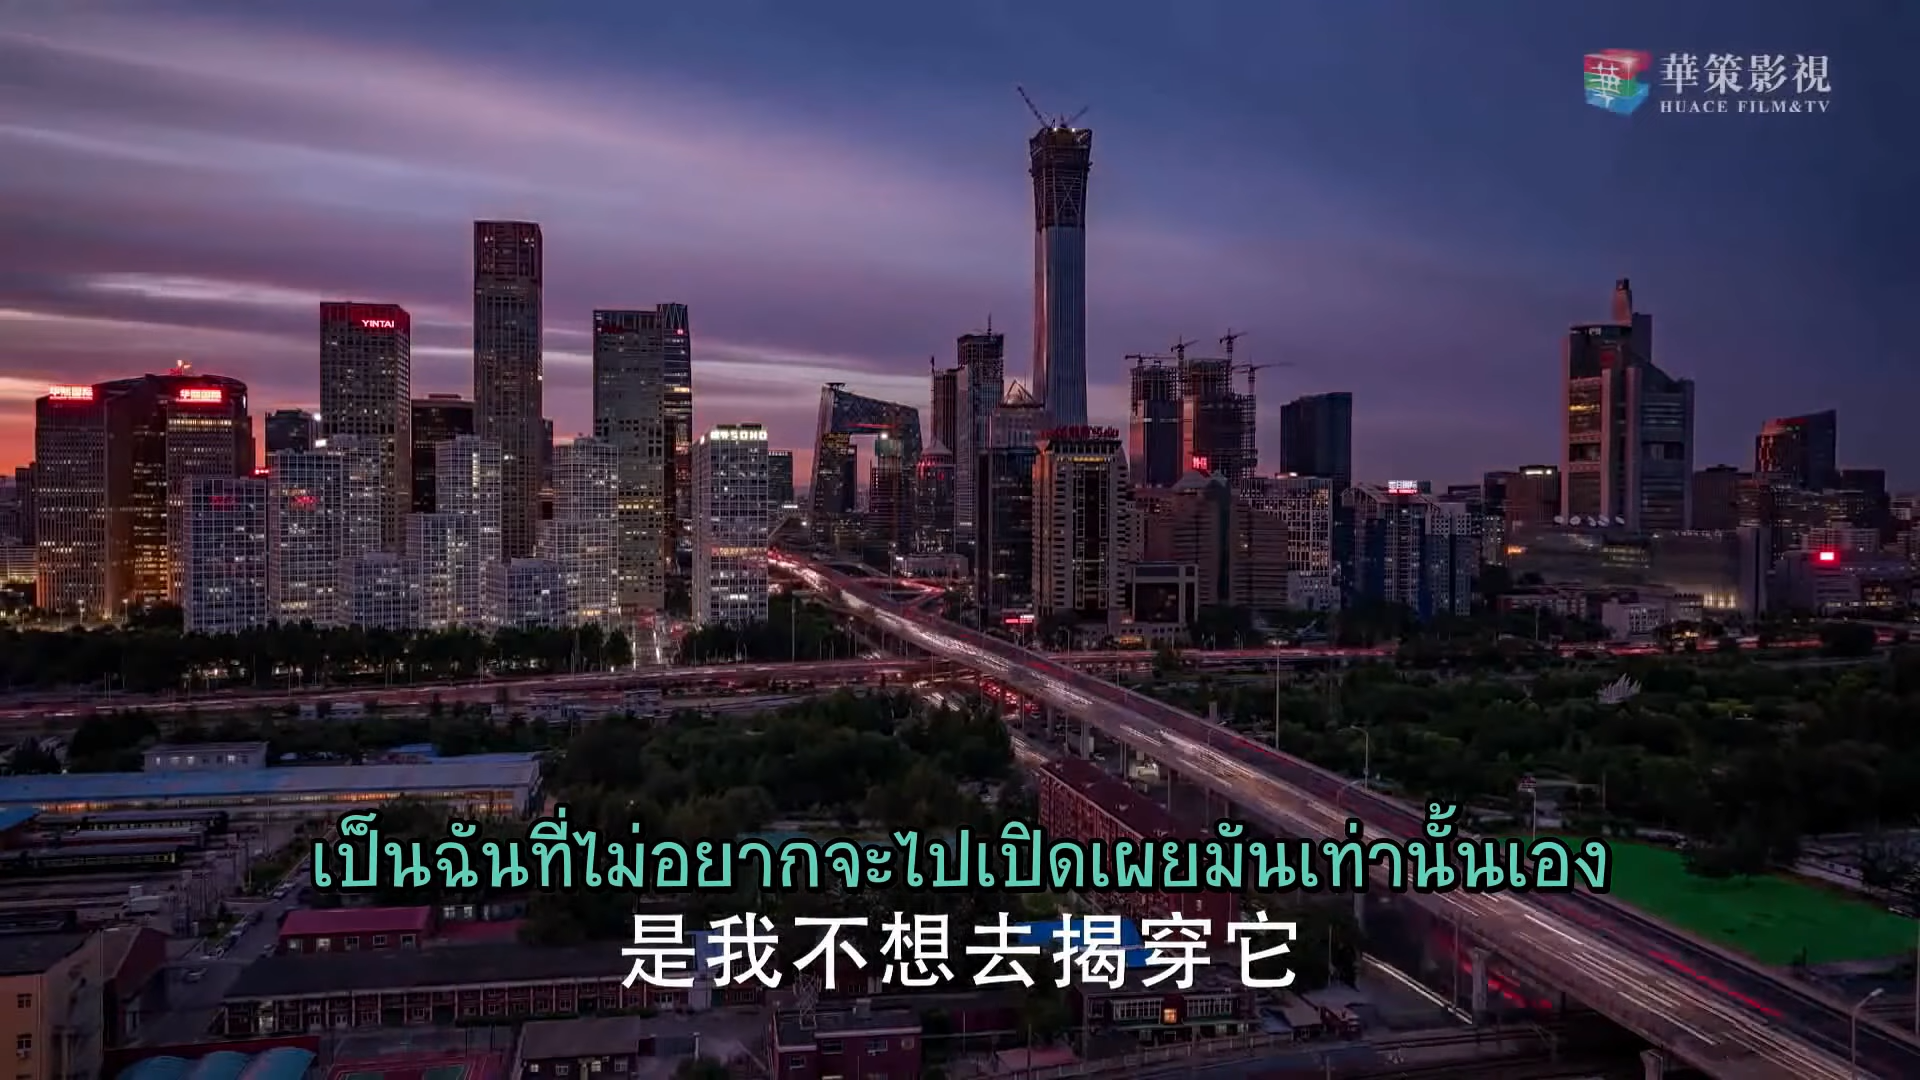 華策影視
HUACE FILM&TV
YINTAI
SOHO
เป็นฉันที่ไม่อยากจะไปเปิดเผยมันเท่านั้นเอง
是我不想去揭穿它